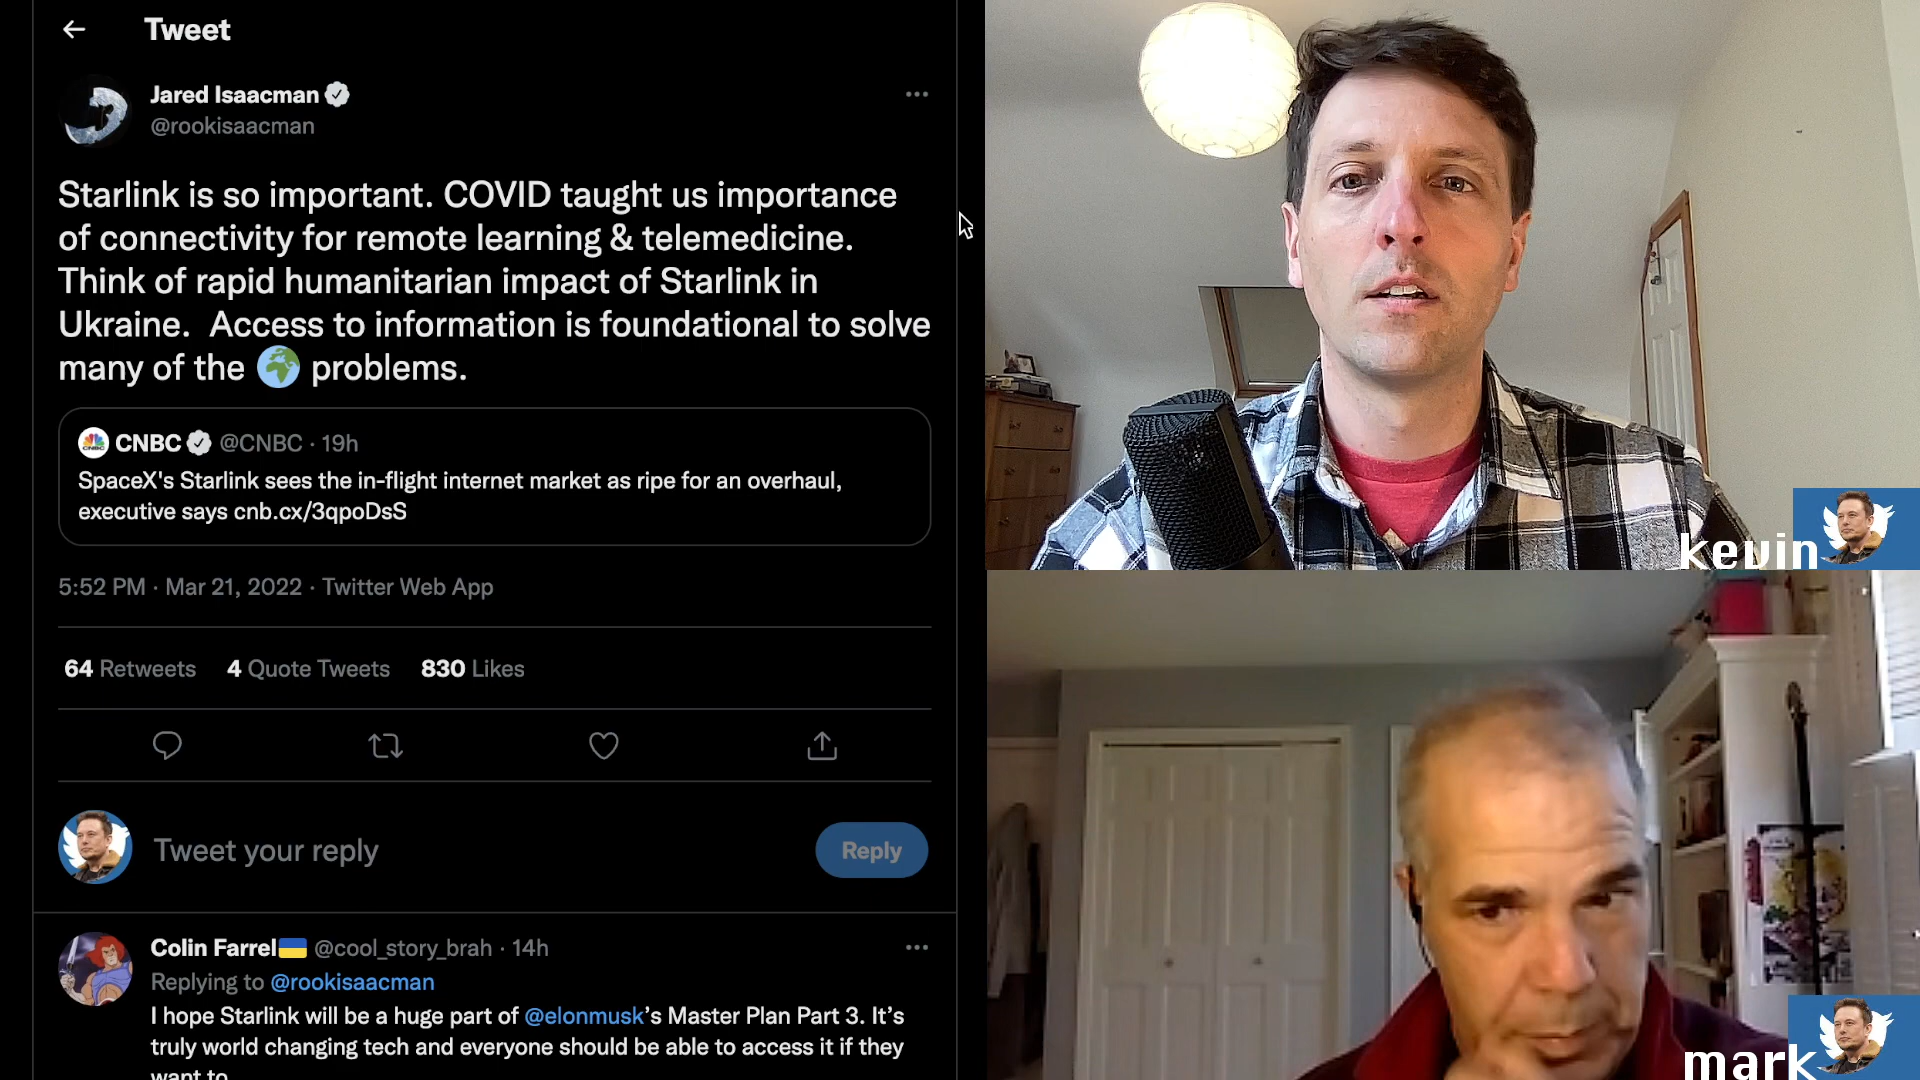 Tweet
Jared Isaacman
@rookisaacman
Starlink is so important. COVID taught us importance
of connectivity for remote learning & telemedicine.
Think of rapid humanitarian impact of Starlink in
Ukraine. Access to information is foundational to solve
many of the 🌍 problems.
CNBC @CNBC · 19h
SpaceX's Starlink sees the in-flight internet market as ripe for an overhaul,
executive says cnb.cx/3qpoDsS
5:52 PM · Mar 21, 2022 · Twitter Web App
64 Retweets 4 Quote Tweets 830 Likes
Tweet your reply
Reply
Colin Farrel🇺🇦 @cool_story_brah · 14h
Replying to @rookisaacman
I hope Starlink will be a huge part of @elonmusk's Master Plan Part 3. It's
truly world changing tech and everyone should be able to access it if they
want to
kevin
mark